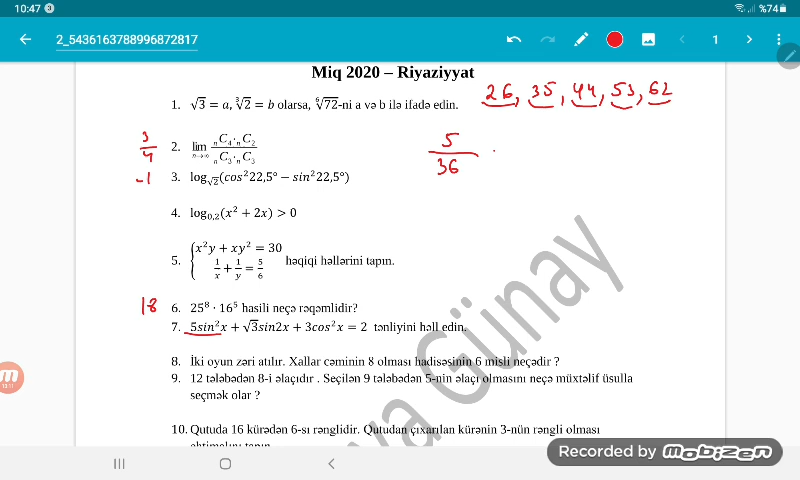 10:47 3 %74
2_5436163788996872817 1
Miq 2020 – Riyaziyyat
1. √3 = a, ∛2 = b olarsa, ⁶√72-ni a və b ilə ifadə edin.
26, 35, 44, 53, 62
3/4 2. lim n→∞ (nC4·nC2)/(nC3·nC3)
5/36 ·
-1 3. log√2(cos²22,5° − sin²22,5°)
4. log0,2(x² + 2x) > 0
5. {x²y + xy² = 30
1/x + 1/y = 5/6 həqiqi həllərini tapın.
18 6. 25⁸ · 16⁵ hasili neçə rəqəmlidir?
7. 5sin²x + √3sin2x + 3cos²x = 2 tənliyini həll edin.
8. İki oyun zəri atılır. Xallar cəminin 8 olması hadisəsinin 6 misli neçədir ?
9. 12 tələbədən 8-i əlaçıdır . Seçilən 9 tələbədən 5-nin əlaçı olmasını neçə müxtəlif üsulla
seçmək olar ?
10. Qutuda 16 kürədən 6-sı rənglidir. Qutudan çıxarılan kürənin 3-nün rəngli olması
ehtimalını tapın.
ya Günay
Recorded by mobizen